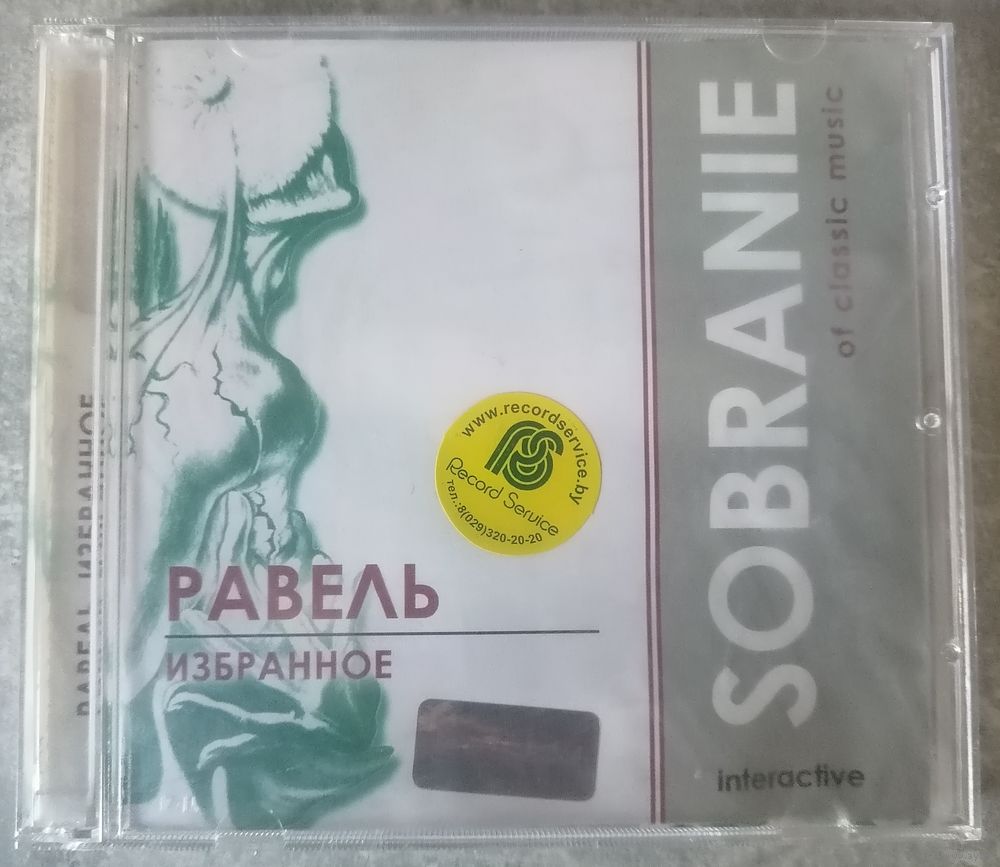 РАВЕЛЬ ИЗБРАННОЕ
РАВЕЛЬ
ИЗБРАННОЕ
www.recordservice.by
Record Service
тел.:8(029)320-20-20
SOBRANIE
of classic music
interactive